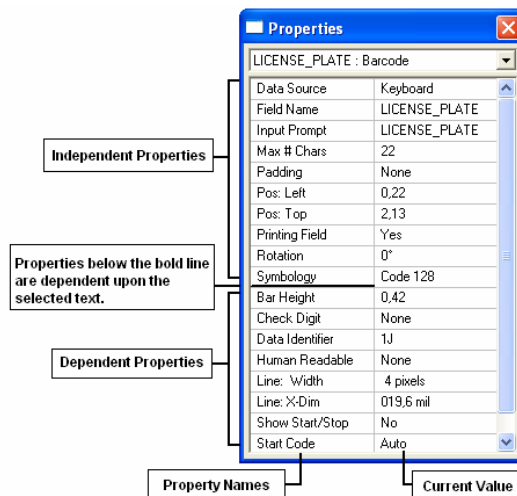 Properties
LICENSE_PLATE : Barcode
Data Source Keyboard
Field Name LICENSE_PLATE
Input Prompt LICENSE_PLATE
Max # Chars 22
Padding None
Pos: Left 0,22
Pos: Top 2,13
Printing Field Yes
Rotation 0°
Symbology Code 128
Bar Height 0,42
Check Digit None
Data Identifier 1J
Human Readable None
Line: Width 4 pixels
Line: X-Dim 019,6 mil
Show Start/Stop No
Start Code Auto
Independent Properties
Properties below the bold line
are dependent upon the
selected text.
Dependent Properties
Property Names
Current Value